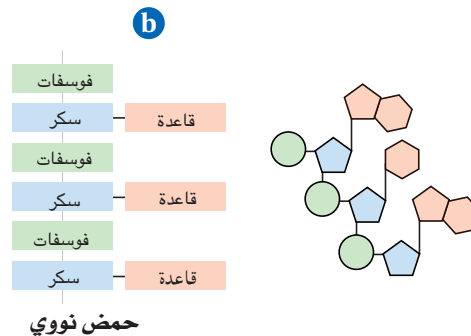 b
فوسفات
سكر
قاعدة
فوسفات
سكر
قاعدة
فوسفات
سكر
قاعدة
حمض نووي